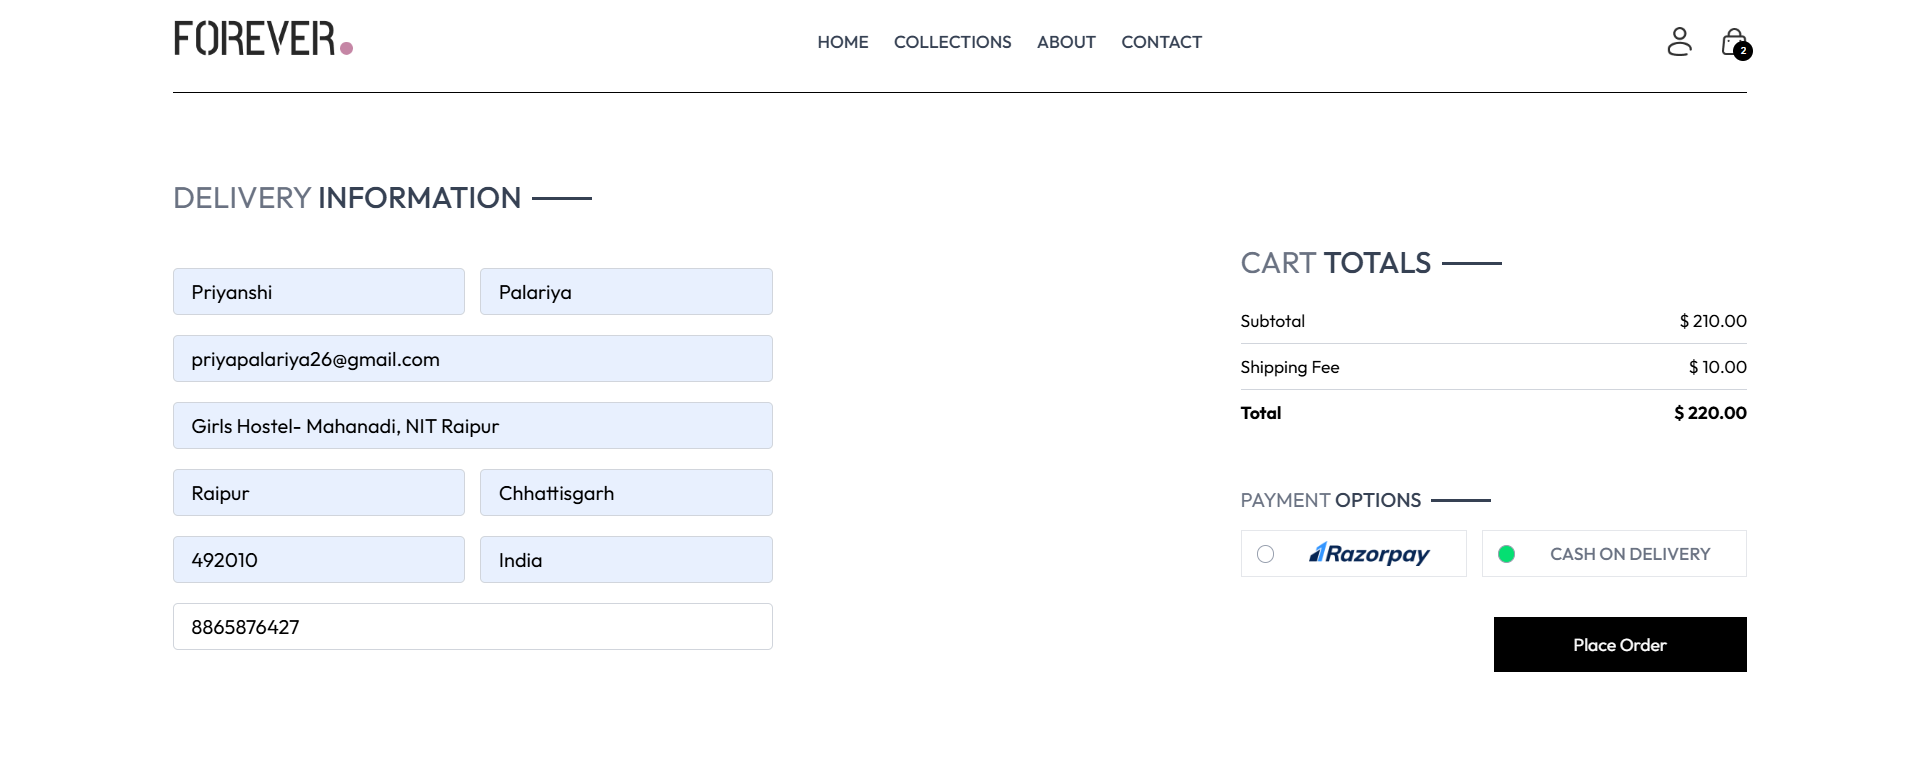 FOREVER.
HOME COLLECTIONS ABOUT CONTACT
2
DELIVERY INFORMATION
Priyanshi Palariya
priyapalariya26@gmail.com
Girls Hostel- Mahanadi, NIT Raipur
Raipur Chhattisgarh
492010 India
8865876427
CART TOTALS
Subtotal $ 210.00
Shipping Fee $ 10.00
Total $ 220.00
PAYMENT OPTIONS
Razorpay CASH ON DELIVERY
Place Order